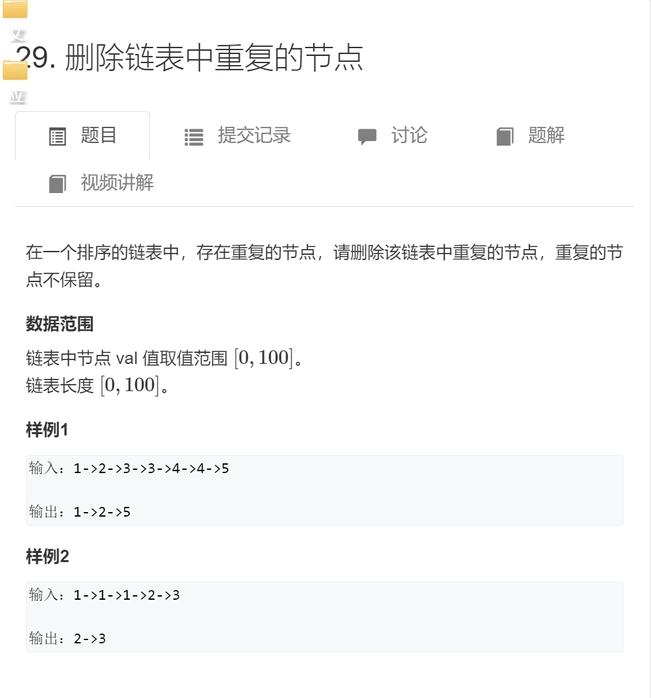 29. 删除链表中重复的节点
题目
提交记录
讨论
题解
视频讲解
在一个排序的链表中，存在重复的节点，请删除该链表中重复的节点，重复的节
点不保留。
数据范围
链表中节点 val 值取值范围 [0, 100]。
链表长度 [0, 100]。
样例1
输入：1->2->3->3->4->4->5
输出：1->2->5
样例2
输入：1->1->1->2->3
输出：2->3